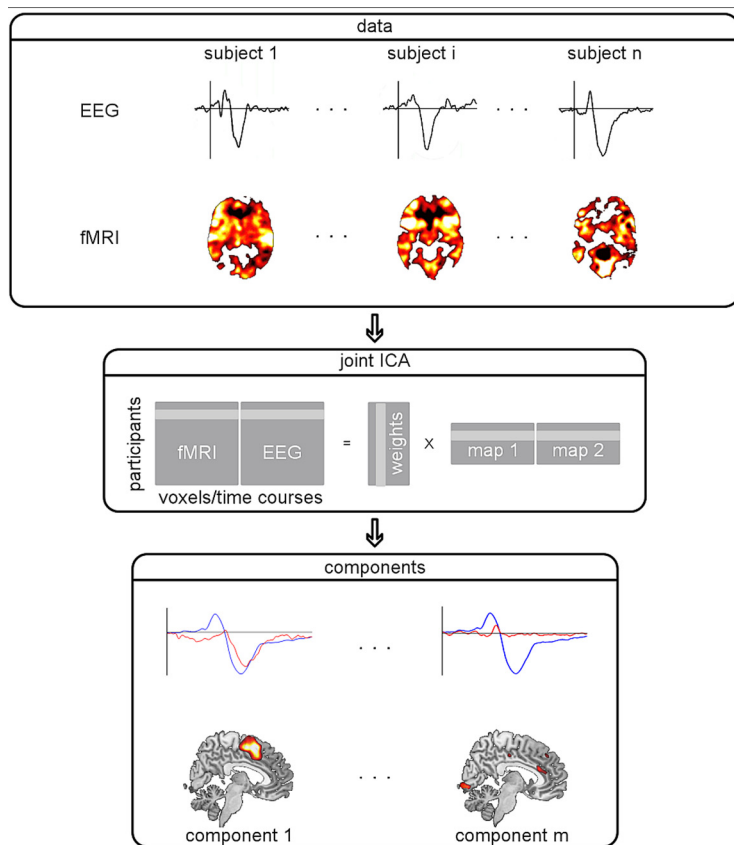 data
subject 1 subject i subject n
EEG . . . . . .
fMRI . . . . . .
joint ICA
participants
fMRI EEG = weights x map 1 map 2
voxels/time courses
components
. . .
. . .
component 1 component m